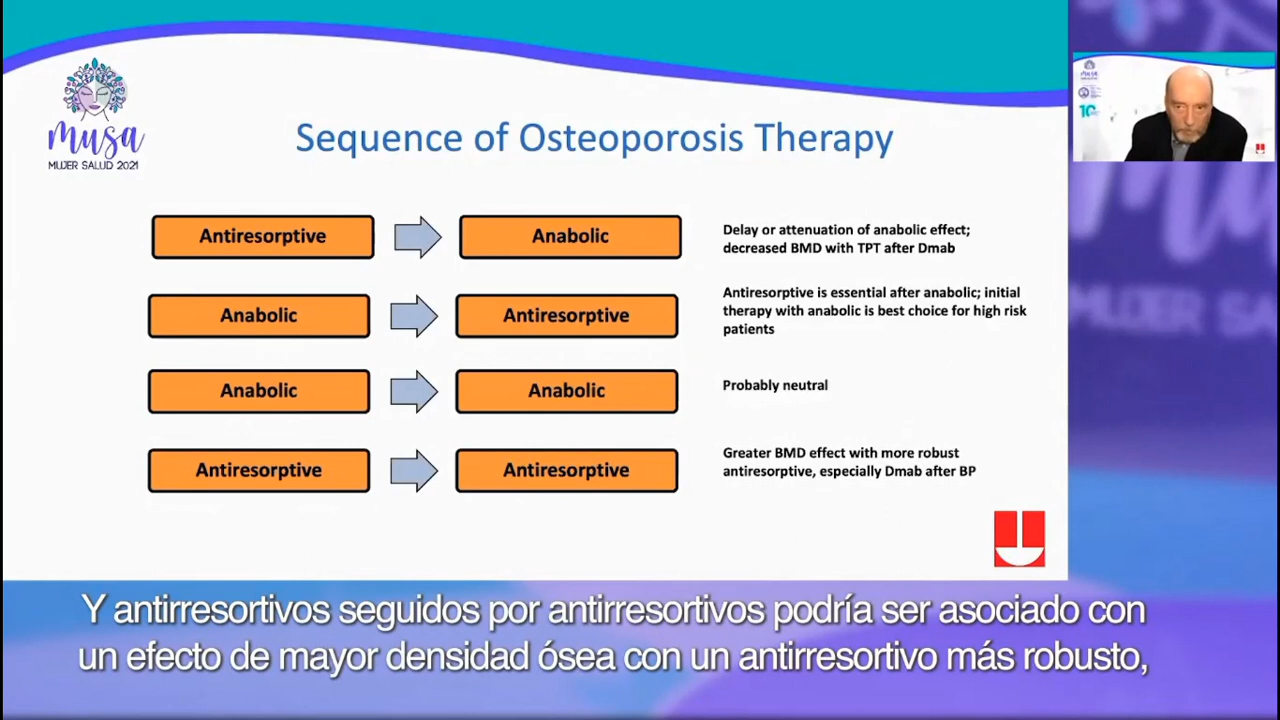 musa
MUJER SALUD 2021
Sequence of Osteoporosis Therapy
Antiresorptive
Anabolic
Delay or attenuation of anabolic effect;
decreased BMD with TPT after Dmab
Anabolic
Antiresorptive
Antiresorptive is essential after anabolic; initial
therapy with anabolic is best choice for high risk
patients
Anabolic
Anabolic
Probably neutral
Antiresorptive
Antiresorptive
Greater BMD effect with more robust
antiresorptive, especially Dmab after BP
MUJER SA
Y antirresortivos seguidos por antirresortivos podría ser asociado con
un efecto de mayor densidad ósea con un antirresortivo más robusto,